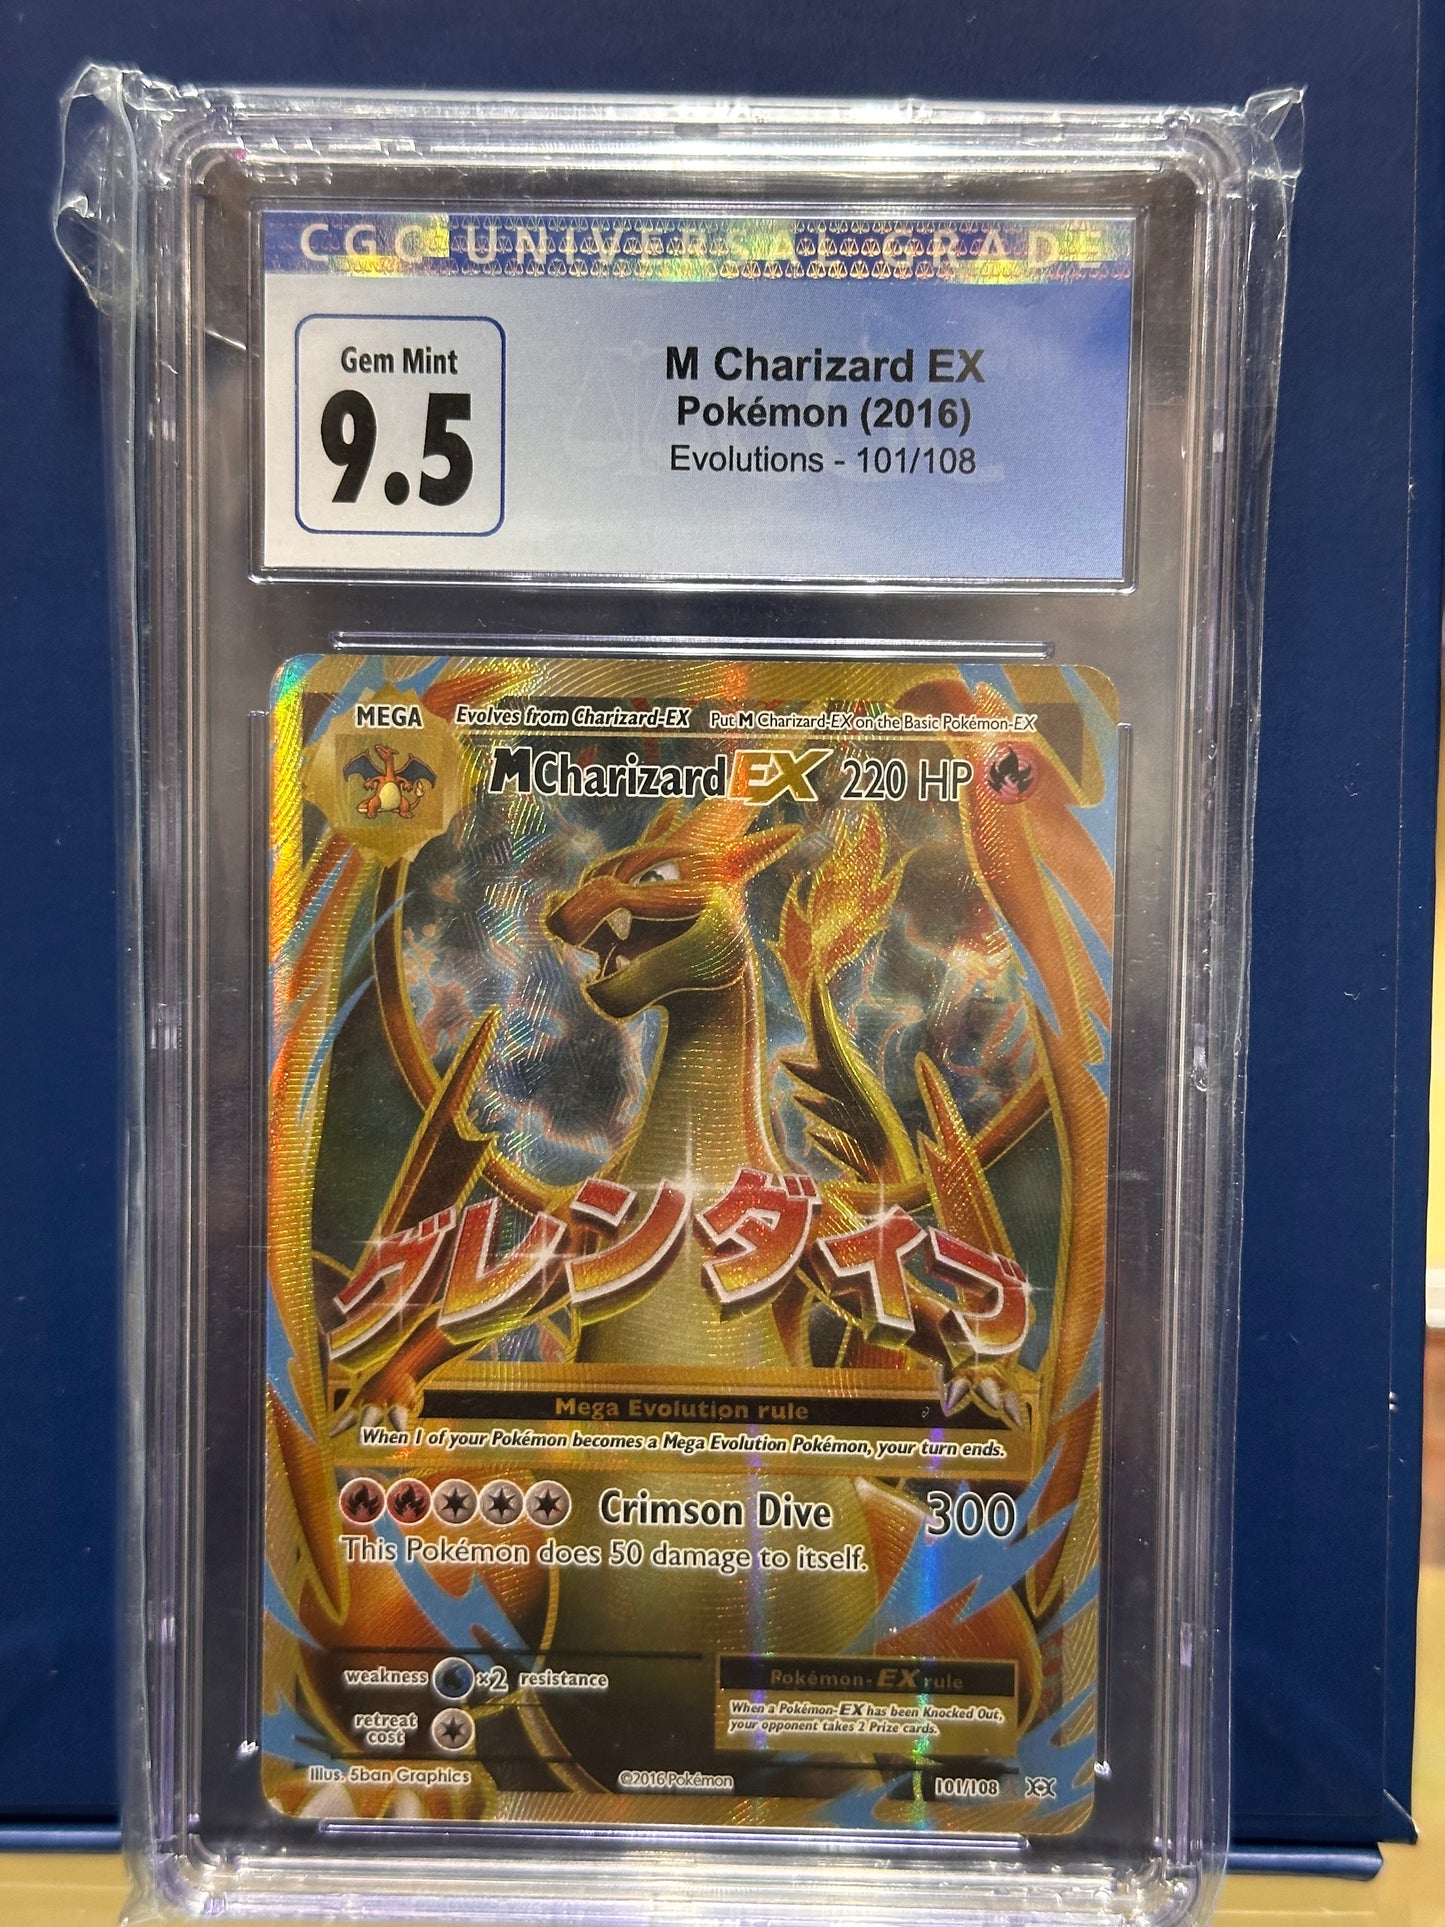 CGC UNIVERSAL GRADE
Gem Mint
9.5
M Charizard EX
Pokémon (2016)
Evolutions - 101/108
MEGA
Evolves from Charizard-EX Put M Charizard-EX on the Basic Pokémon-EX
M Charizard EX 220 HP
グレンダイブ
Mega Evolution rule
When 1 of your Pokémon becomes a Mega Evolution Pokémon, your turn ends.
Crimson Dive 300
This Pokémon does 50 damage to itself.
weakness ×2 resistance
retreat cost
Pokémon-EX rule
When a Pokémon-EX has been Knocked Out,
your opponent takes 2 Prize cards.
Illus. 5ban Graphics
©2016 Pokémon
101/108